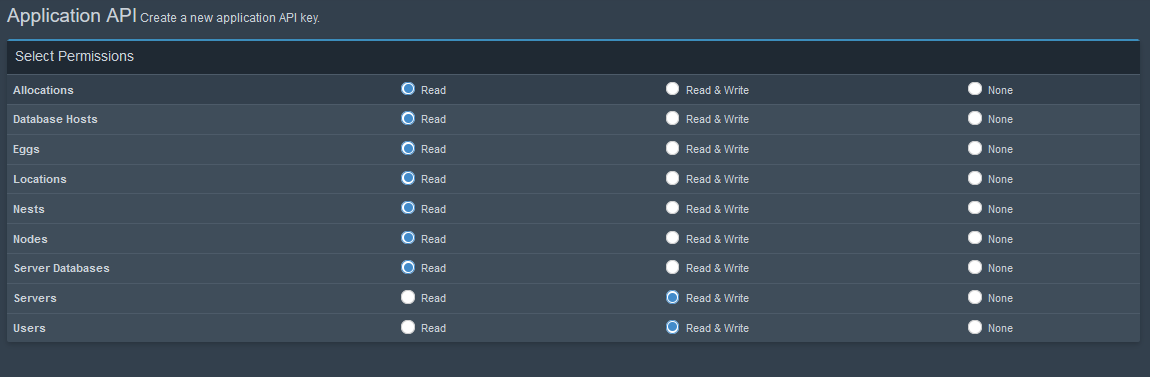 Application API Create a new application API key.
Select Permissions
Allocations Read Read & Write None
Database Hosts Read Read & Write None
Eggs Read Read & Write None
Locations Read Read & Write None
Nests Read Read & Write None
Nodes Read Read & Write None
Server Databases Read Read & Write None
Servers Read Read & Write None
Users Read Read & Write None